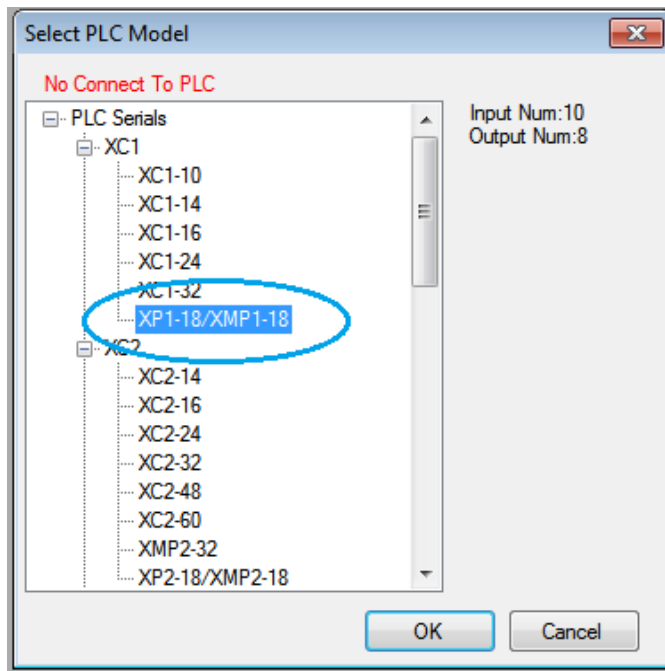 Select PLC Model
No Connect To PLC
PLC Serials
XC1
XC1-10
XC1-14
XC1-16
XC1-24
XC1-32
XP1-18/XMP1-18
XC2
XC2-14
XC2-16
XC2-24
XC2-32
XC2-48
XC2-60
XMP2-32
XP2-18/XMP2-18
Input Num:10
Output Num:8
OK
Cancel